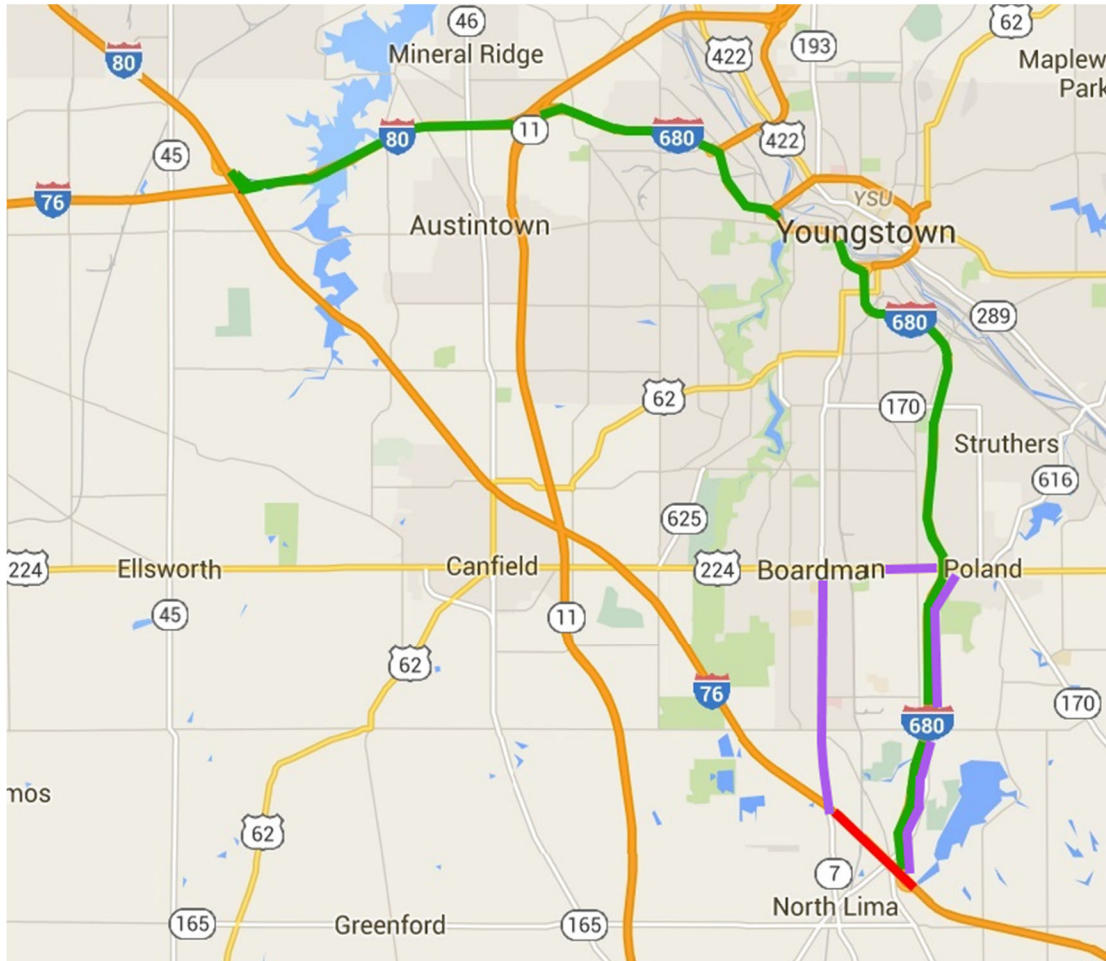 46
62
80
Mineral Ridge
422
193
Maplew
Park
80
11
680
422
45
76
YSU
Austintown
Youngstown
289
680
62
170
Struthers
616
625
224
Ellsworth
Canfield
224
Boardman
Poland
45
11
62
76
170
680
mos
62
7
North Lima
165
Greenford
165